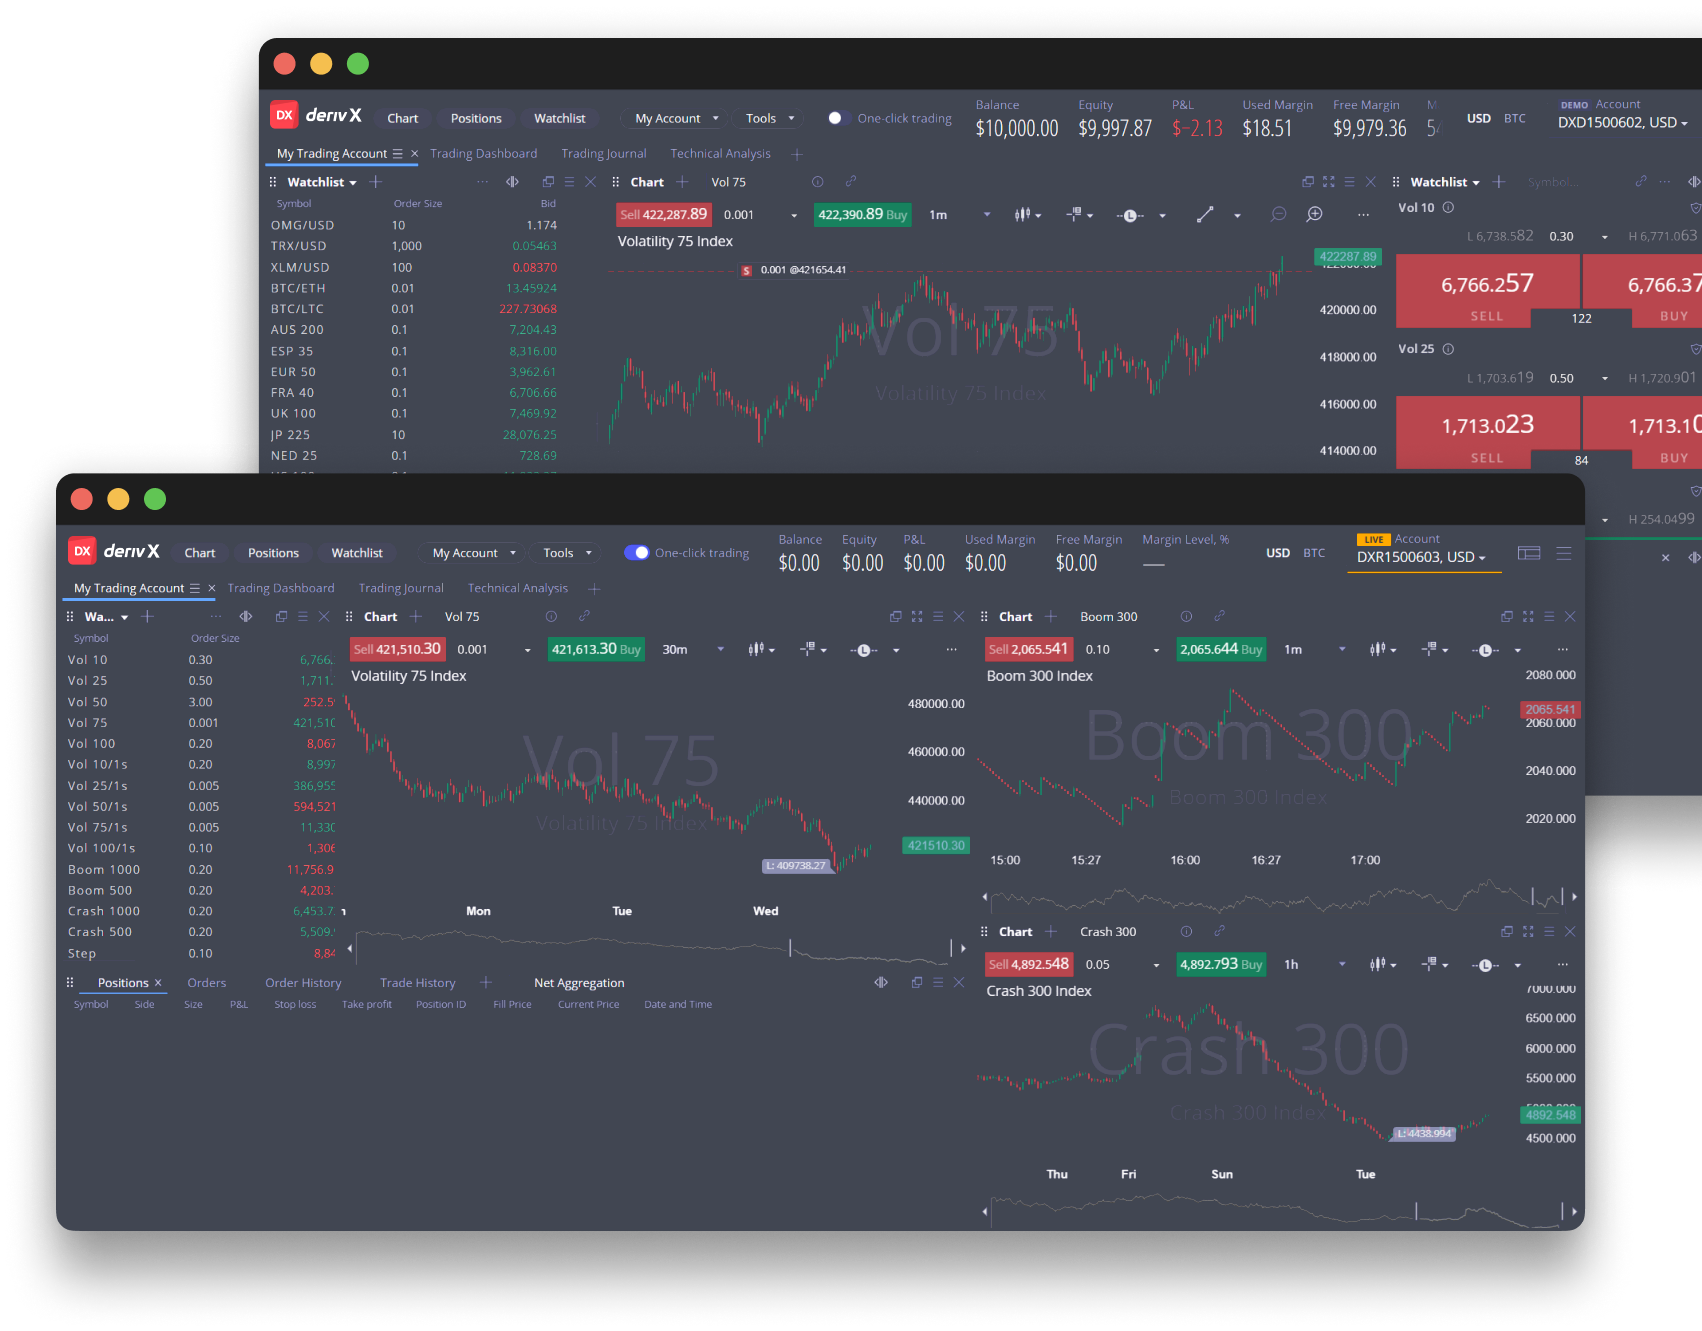 DX deriv X Chart Positions Watchlist My Account Tools One-click trading
Balance Equity P&L Used Margin Free Margin
$10,000.00 $9,997.87 $-2.13 $18.51 $9,979.36
USD BTC
DEMO Account
DXD1500602, USD
My Trading Account Trading Dashboard Trading Journal Technical Analysis
Watchlist
Symbol Order Size Bid
OMG/USD 10 1.174
TRX/USD 1,000 0.05463
XLM/USD 100 0.08370
BTC/ETH 0.01 13.45924
BTC/LTC 0.01 227.73068
AUS 200 0.1 7,204.43
ESP 35 0.1 8,316.00
EUR 50 0.1 3,962.61
FRA 40 0.1 6,706.66
UK 100 0.1 7,469.92
JP 225 10 28,076.25
NED 25 0.1 728.69
Chart Vol 75
Sell 422,287.89 0.001 422,390.89 Buy 1m
Volatility 75 Index
S 0.001 @421654.41
Vol 75
Volatility 75 Index
422287.89
420000.00
418000.00
416000.00
414000.00
Watchlist Symbol...
Vol 10
L 6,738.582 0.30 H 6,771.063
6,766.257 6,766.37
SELL 122 BUY
Vol 25
L 1,703.619 0.50 H 1,720.901
1,713.023 1,713.10
SELL 84 BUY
H 254.0499
DX deriv X Chart Positions Watchlist My Account Tools One-click trading
Balance Equity P&L Used Margin Free Margin Margin Level, %
$0.00 $0.00 $0.00 $0.00 $0.00 —
USD BTC
LIVE Account
DXR1500603, USD
My Trading Account Trading Dashboard Trading Journal Technical Analysis
Wa...
Symbol Order Size
Vol 10 0.30 6,766.
Vol 25 0.50 1,711.
Vol 50 3.00 252.5
Vol 75 0.001 421,510
Vol 100 0.20 8,067
Vol 10/1s 0.20 8,997
Vol 25/1s 0.005 386,955
Vol 50/1s 0.005 594,521
Vol 75/1s 0.005 11,330
Vol 100/1s 0.10 1,306
Boom 1000 0.20 11,756.9
Boom 500 0.20 4,203.
Crash 1000 0.20 6,453.7
Crash 500 0.20 5,509.
Step 0.10 8,84
Chart Vol 75
Sell 421,510.30 0.001 421,613.30 Buy 30m
Volatility 75 Index
Vol 75
Volatility 75 Index
480000.00
460000.00
440000.00
421510.30
L: 409738.27
Mon Tue Wed
Chart Boom 300
Sell 2,065.541 0.10 2,065.644 Buy 1m
Boom 300 Index
Boom 300
Boom 300 Index
2080.000
2065.541
2060.000
2040.000
2020.000
15:00 15:27 16:00 16:27 17:00
Chart Crash 300
Sell 4,892.548 0.05 4,892.793 Buy 1h
Crash 300 Index
Crash 300
Crash 300 Index
7000.000
6500.000
6000.000
5500.000
4892.548
4500.000
L: 4438.994
Thu Fri Sun Tue
Positions Orders Order History Trade History Net Aggregation
Symbol Side Size P&L Stop loss Take profit Position ID Fill Price Current Price Date and Time